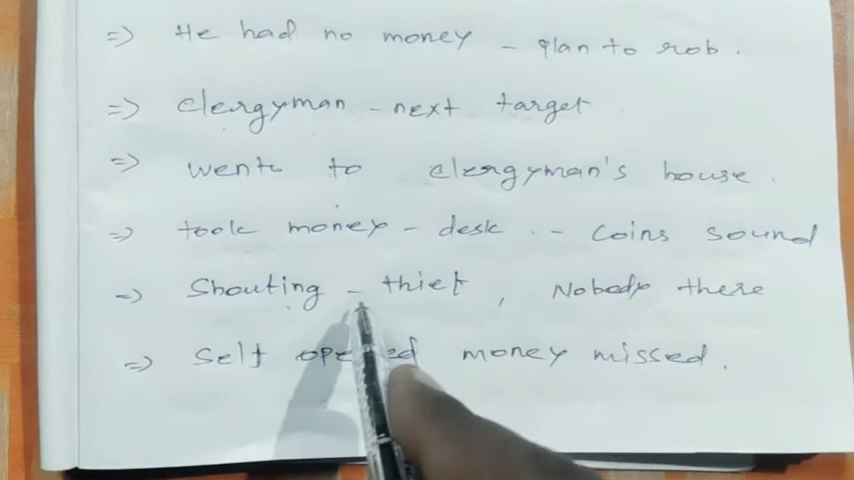 => He had no money - plan to rob.
=> Clergyman - next target
=> went to clergyman's house.
=> took money - desk. - Coins sound
=> Shouting - thief, Nobody there
=> Self opened money missed.